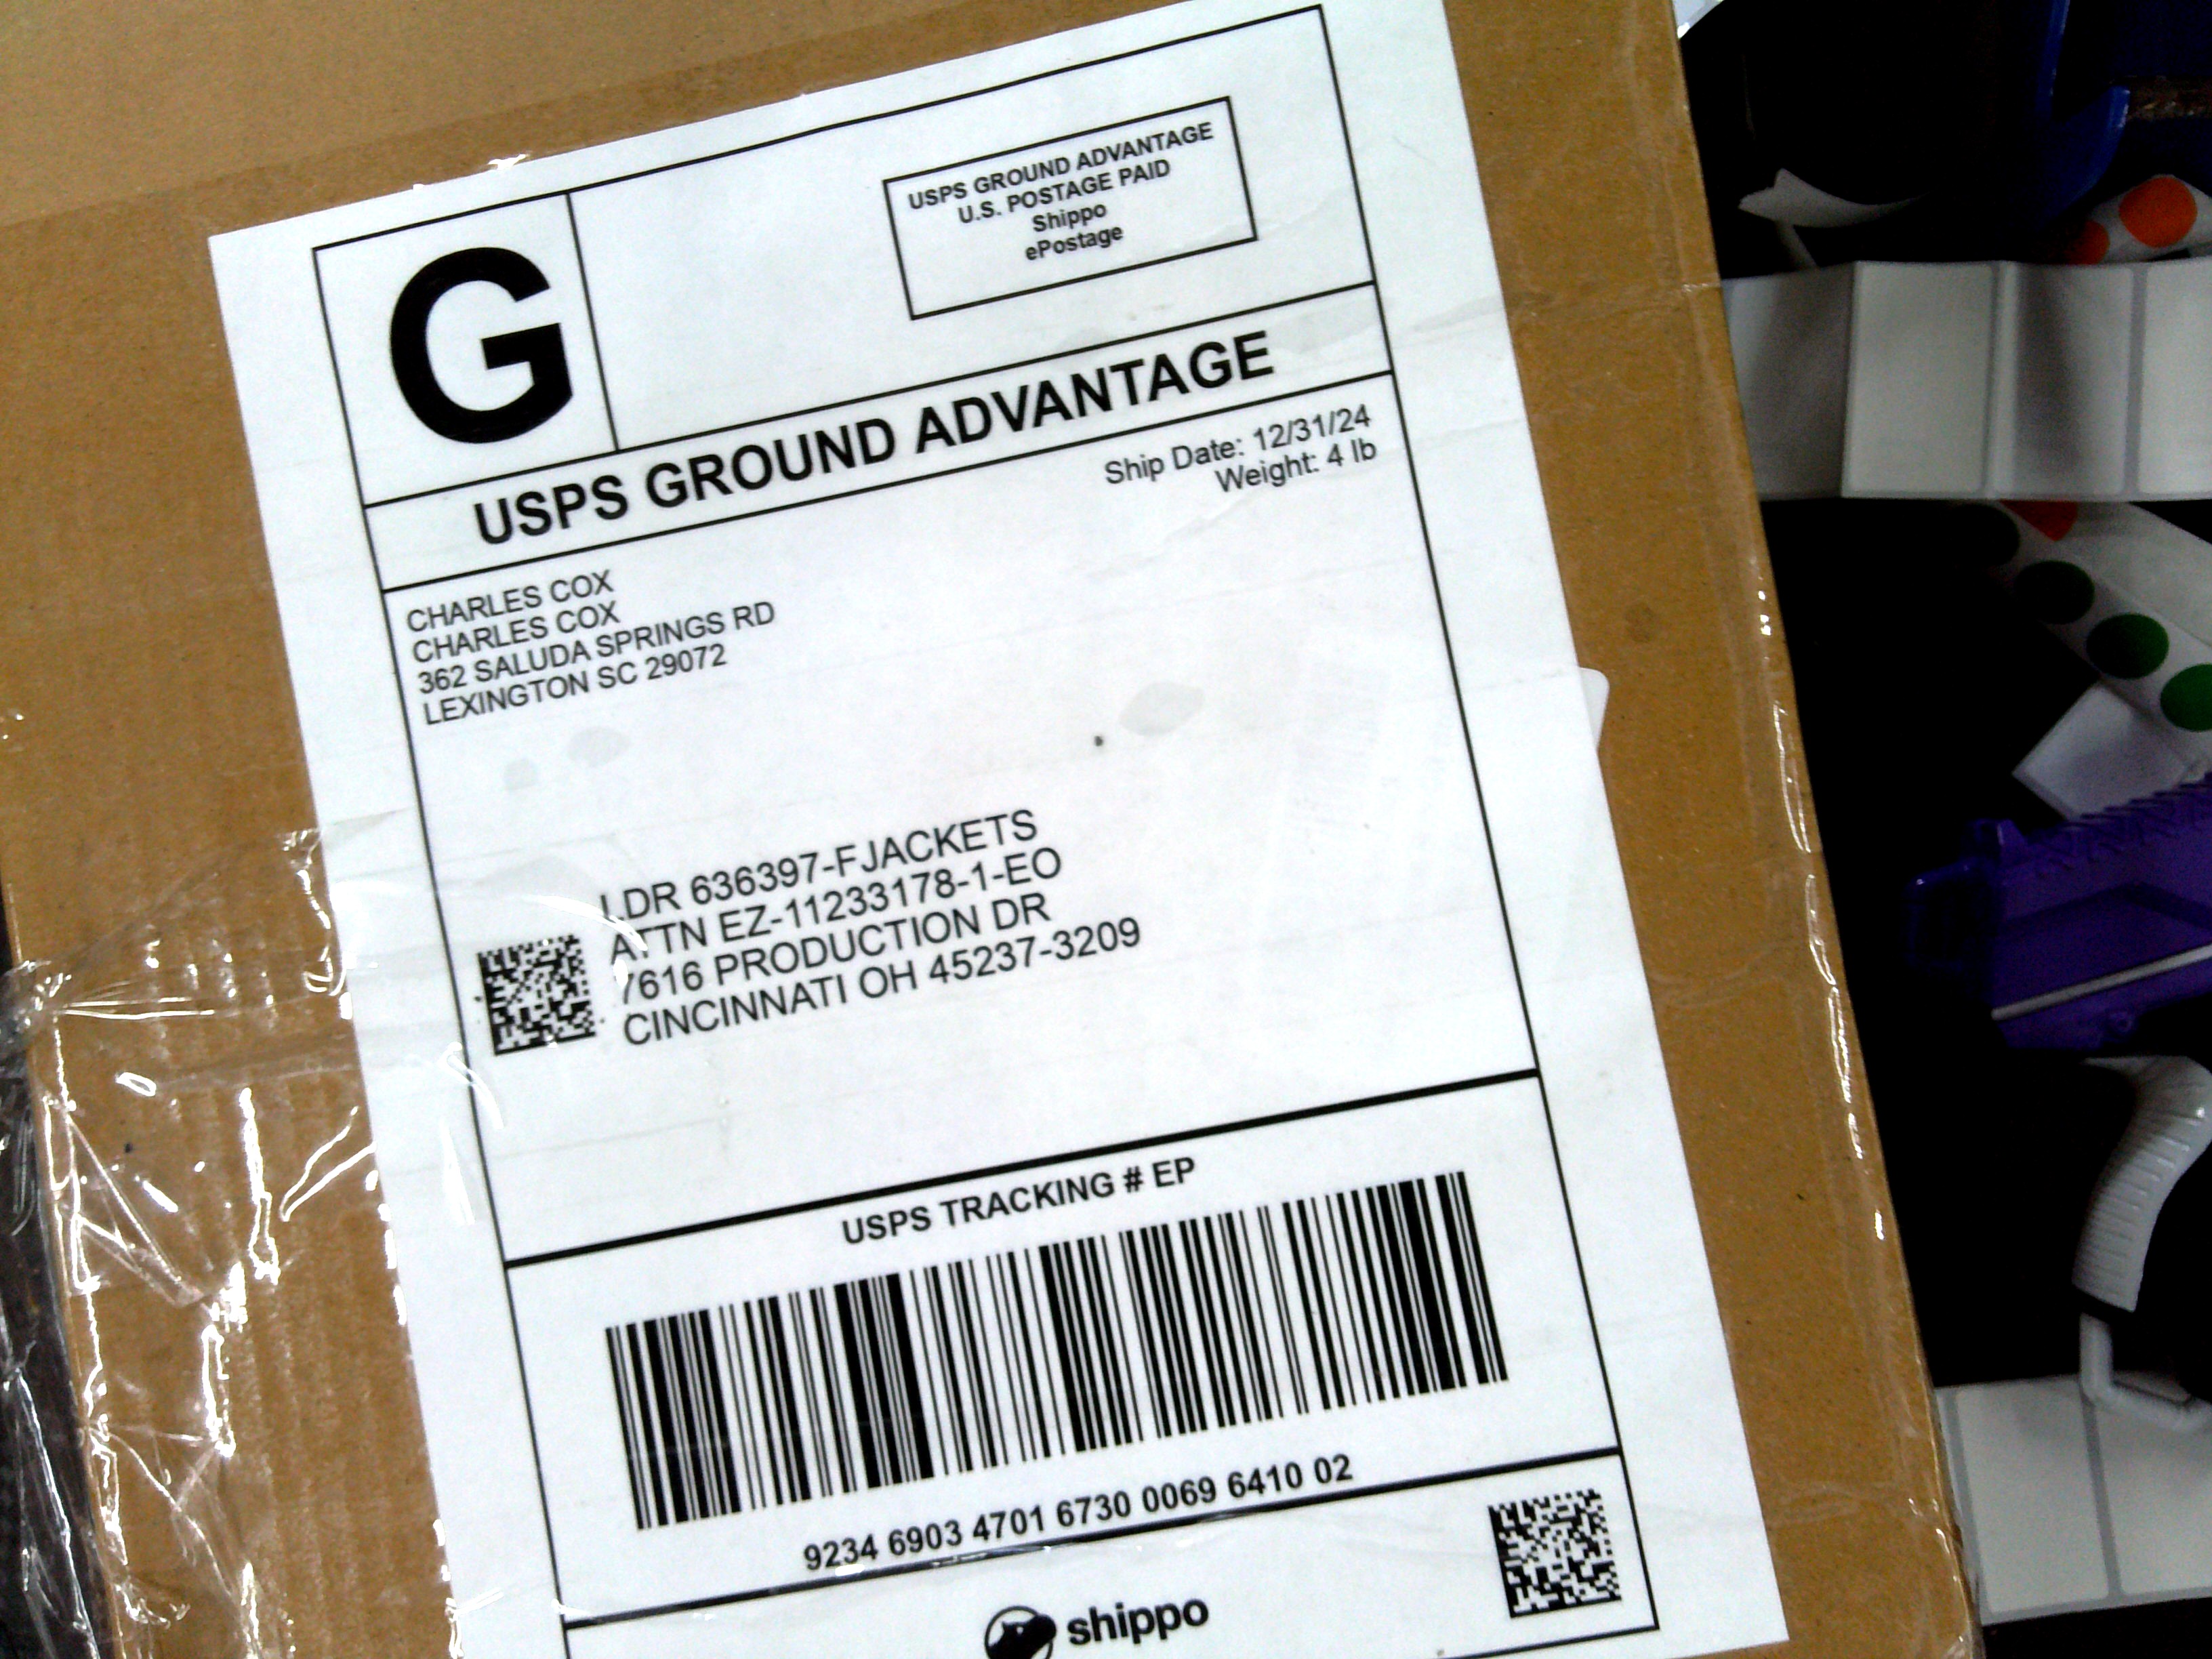 G
USPS GROUND ADVANTAGE
U.S. POSTAGE PAID
Shippo
ePostage
USPS GROUND ADVANTAGE
Ship Date: 12/31/24
Weight: 4 lb
CHARLES COX
CHARLES COX
362 SALUDA SPRINGS RD
LEXINGTON SC 29072
LDR 636397-FJACKETS
ATTN EZ-11233178-1-EO
7616 PRODUCTION DR
CINCINNATI OH 45237-3209
USPS TRACKING # EP
9234 6903 4701 6730 0069 6410 02
shippo